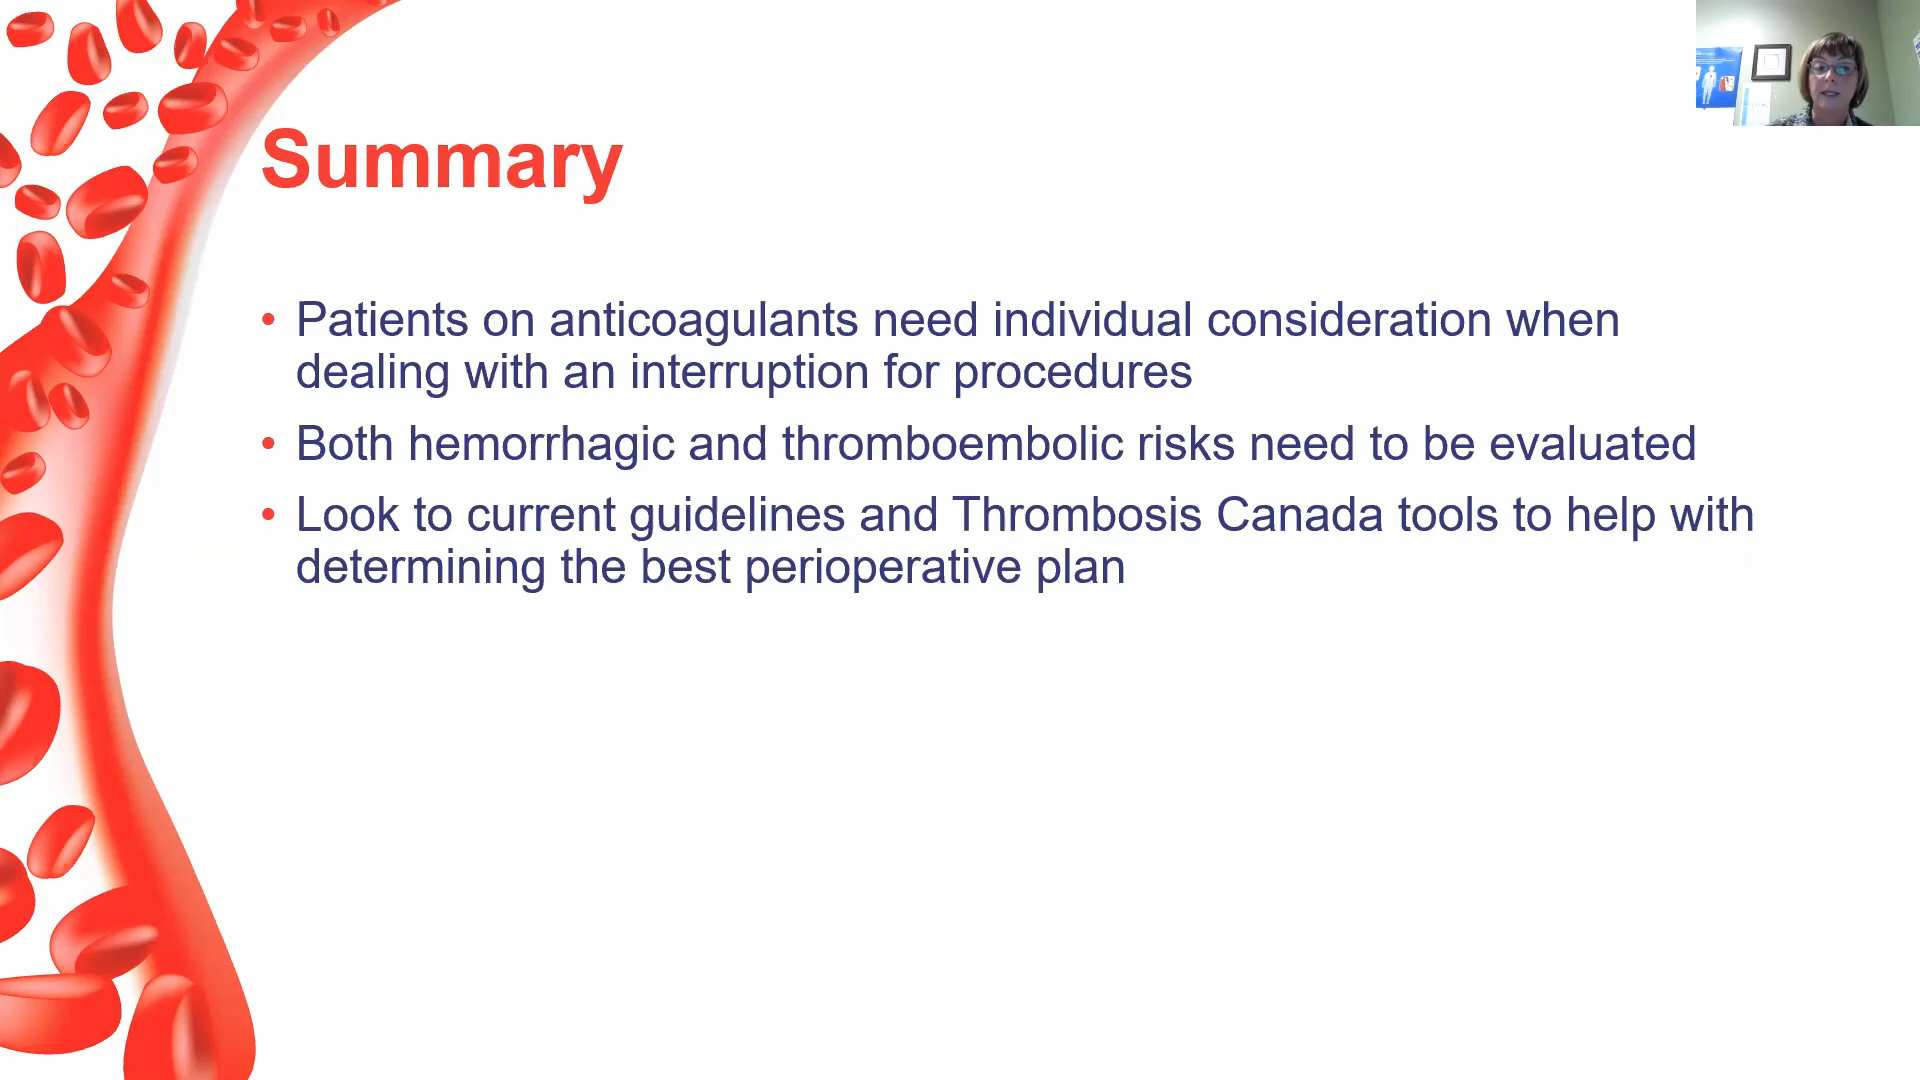 Summary
• Patients on anticoagulants need individual consideration when
dealing with an interruption for procedures
• Both hemorrhagic and thromboembolic risks need to be evaluated
• Look to current guidelines and Thrombosis Canada tools to help with
determining the best perioperative plan